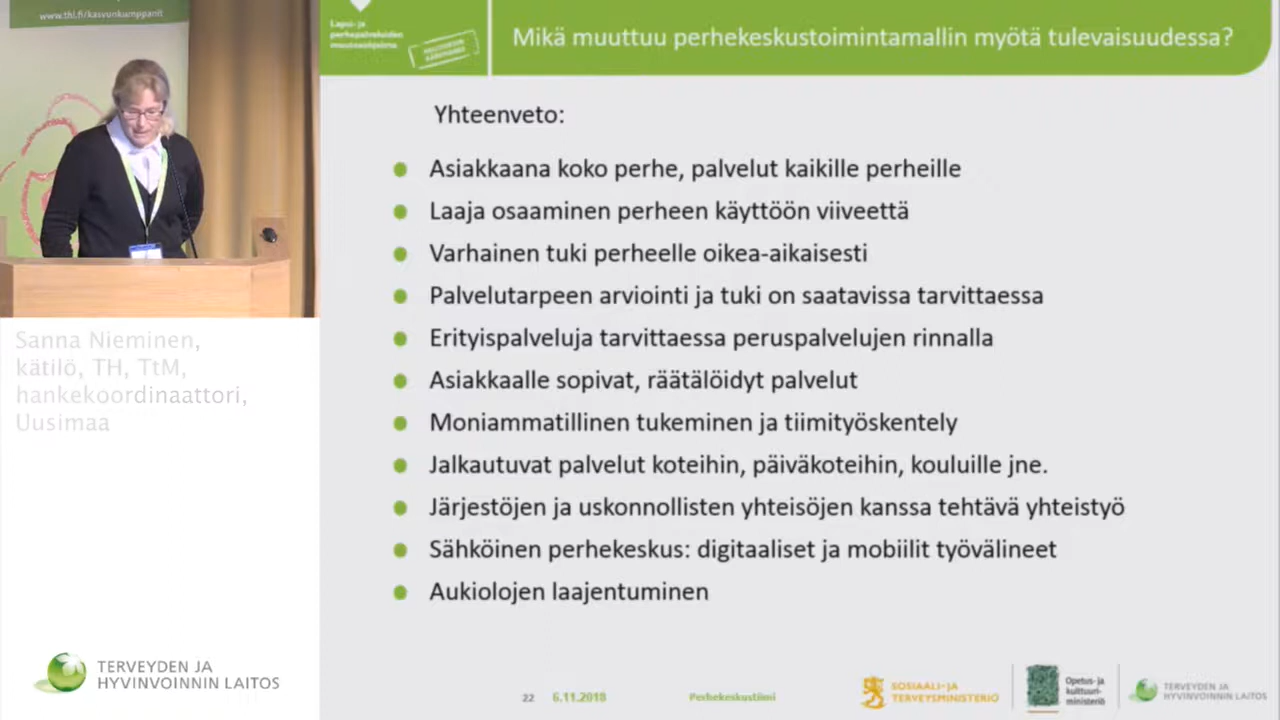 www.thl.fi/kasvunkumppanit
Lapsi- ja
perhepalveluiden
muutosohjelma
Mikä muuttuu perhekeskustoimintamallin myötä tulevaisuudessa?
Yhteenveto:
Asiakkaana koko perhe, palvelut kaikille perheille
Laaja osaaminen perheen käyttöön viiveettä
Varhainen tuki perheelle oikea-aikaisesti
Palvelutarpeen arviointi ja tuki on saatavissa tarvittaessa
Erityispalveluja tarvittaessa peruspalvelujen rinnalla
Asiakkaalle sopivat, räätälöidyt palvelut
Moniammatillinen tukeminen ja tiimityöskentely
Jalkautuvat palvelut koteihin, päiväkoteihin, kouluille jne.
Järjestöjen ja uskonnollisten yhteisöjen kanssa tehtävä yhteistyö
Sähköinen perhekeskus: digitaaliset ja mobiilit työvälineet
Aukiolojen laajentuminen
Sanna Nieminen,
kätilö, TH, TtM,
hankekoordinaattori,
Uusimaa
TERVEYDEN JA
HYVINVOINNIN LAITOS
22 6.11.2018 Perhekeskustiimi
SOSIAALI- JA
TERVEYSMINISTERIÖ
Opetus- ja
kulttuuri-
ministeriö
TERVEYDEN JA
HYVINVOINNIN LAITOS